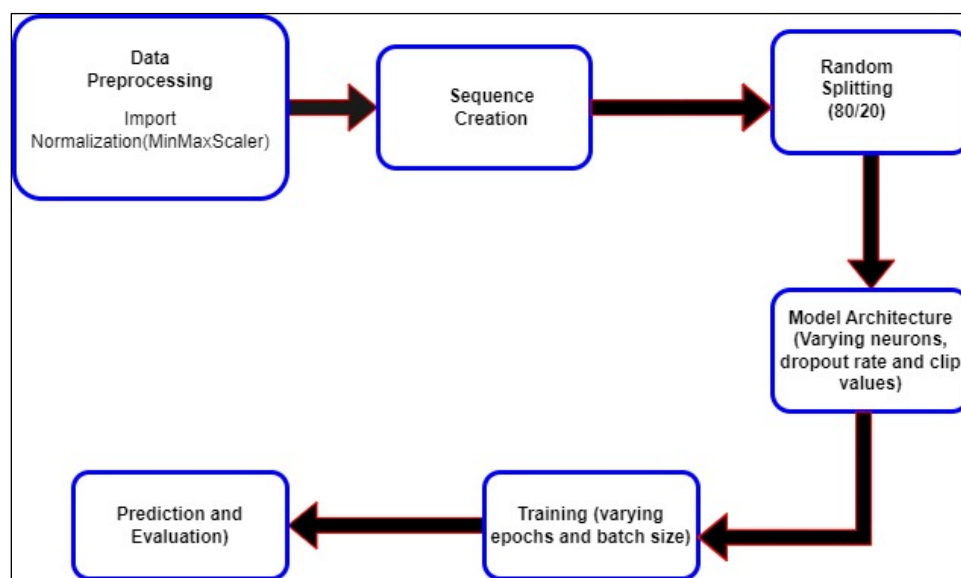 Data
Preprocessing
Import
Normalization(MinMaxScaler)
Sequence
Creation
Random
Splitting
(80/20)
Model Architecture
(Varying neurons,
dropout rate and clip
values)
Training (varying
epochs and batch size)
Prediction and
Evaluation)